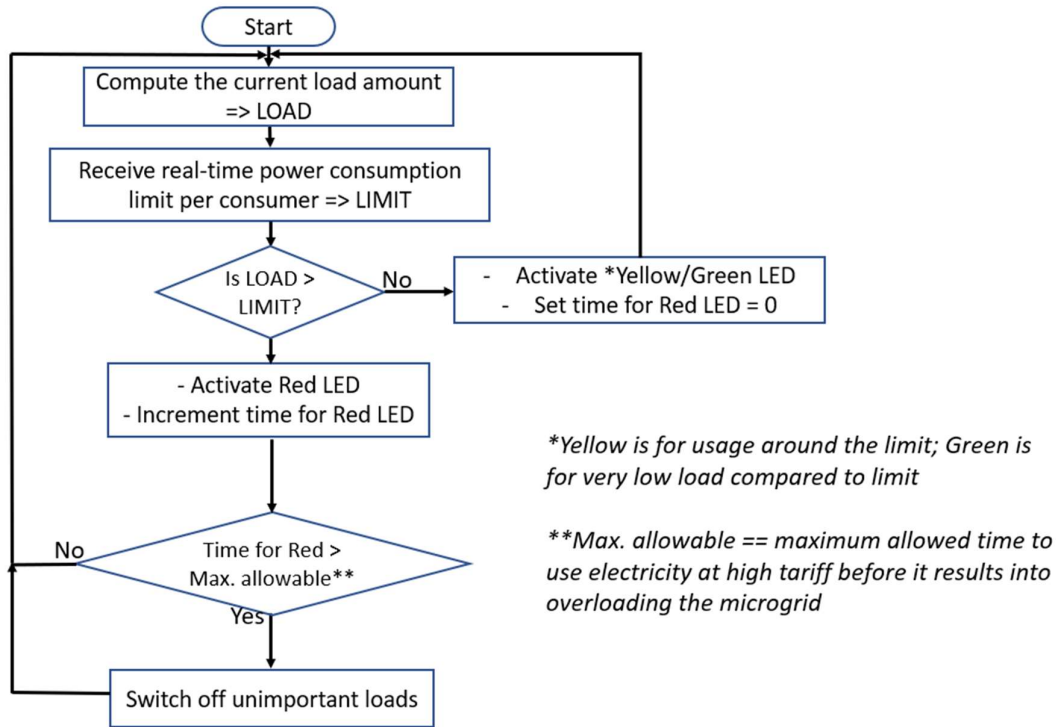 Start
Compute the current load amount
=> LOAD
Receive real-time power consumption
limit per consumer => LIMIT
Is LOAD >
LIMIT?
No
- Activate *Yellow/Green LED
- Set time for Red LED = 0
- Activate Red LED
- Increment time for Red LED
*Yellow is for usage around the limit; Green is
for very low load compared to limit
No
Time for Red >
Max. allowable**
**Max. allowable == maximum allowed time to
use electricity at high tariff before it results into
overloading the microgrid
Yes
Switch off unimportant loads